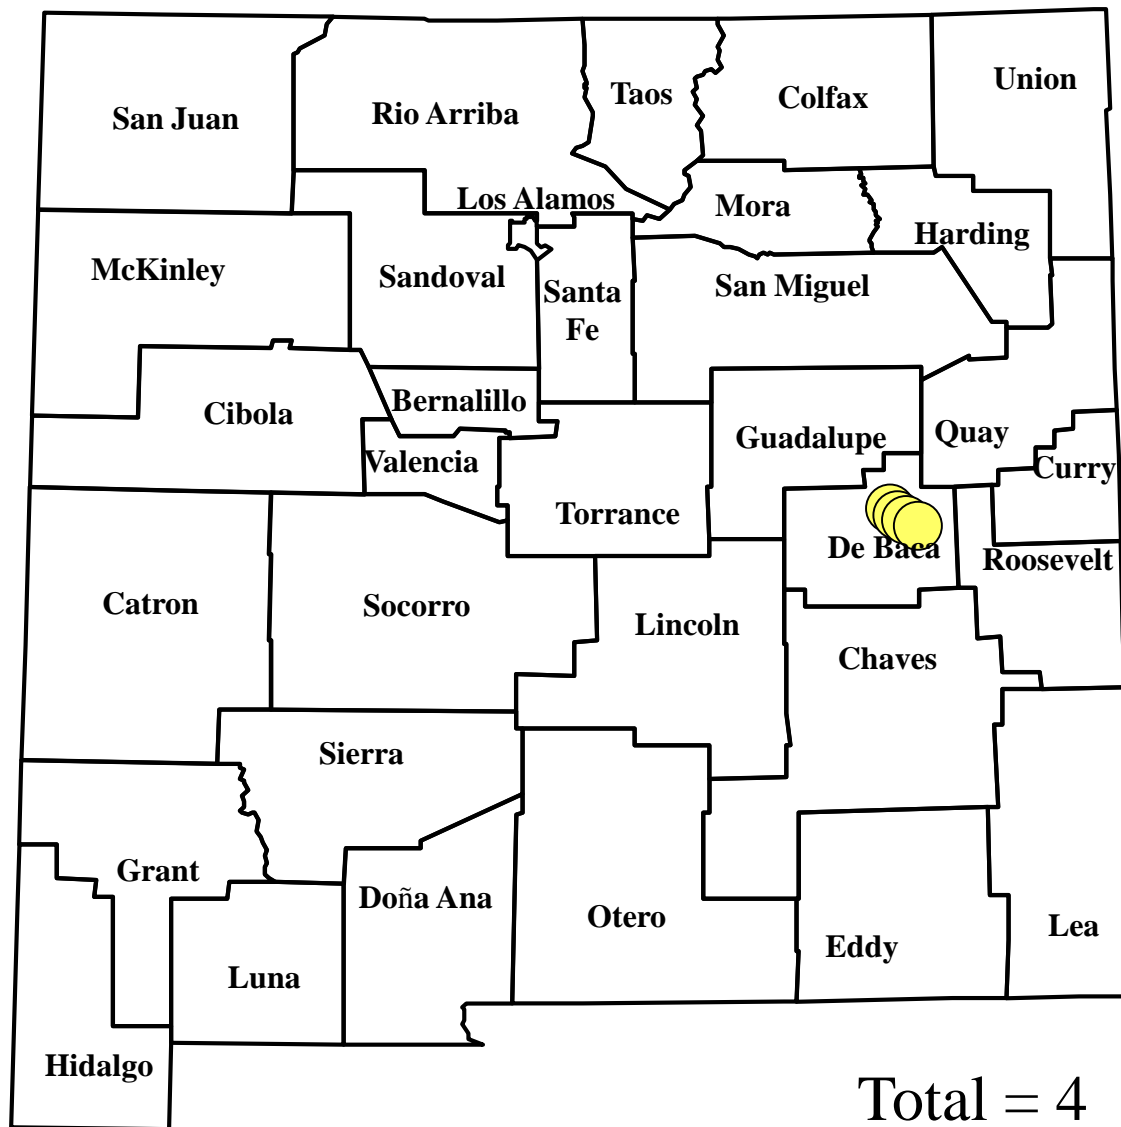 San Juan
Rio Arriba
Taos
Colfax
Union
Los Alamos
Mora
Harding
McKinley
Sandoval
Santa
Fe
San Miguel
Cibola
Bernalillo
Valencia
Guadalupe
Quay
Curry
Torrance
De Baca
Roosevelt
Catron
Socorro
Lincoln
Chaves
Sierra
Grant
Doña Ana
Otero
Eddy
Lea
Luna
Hidalgo
Total = 4